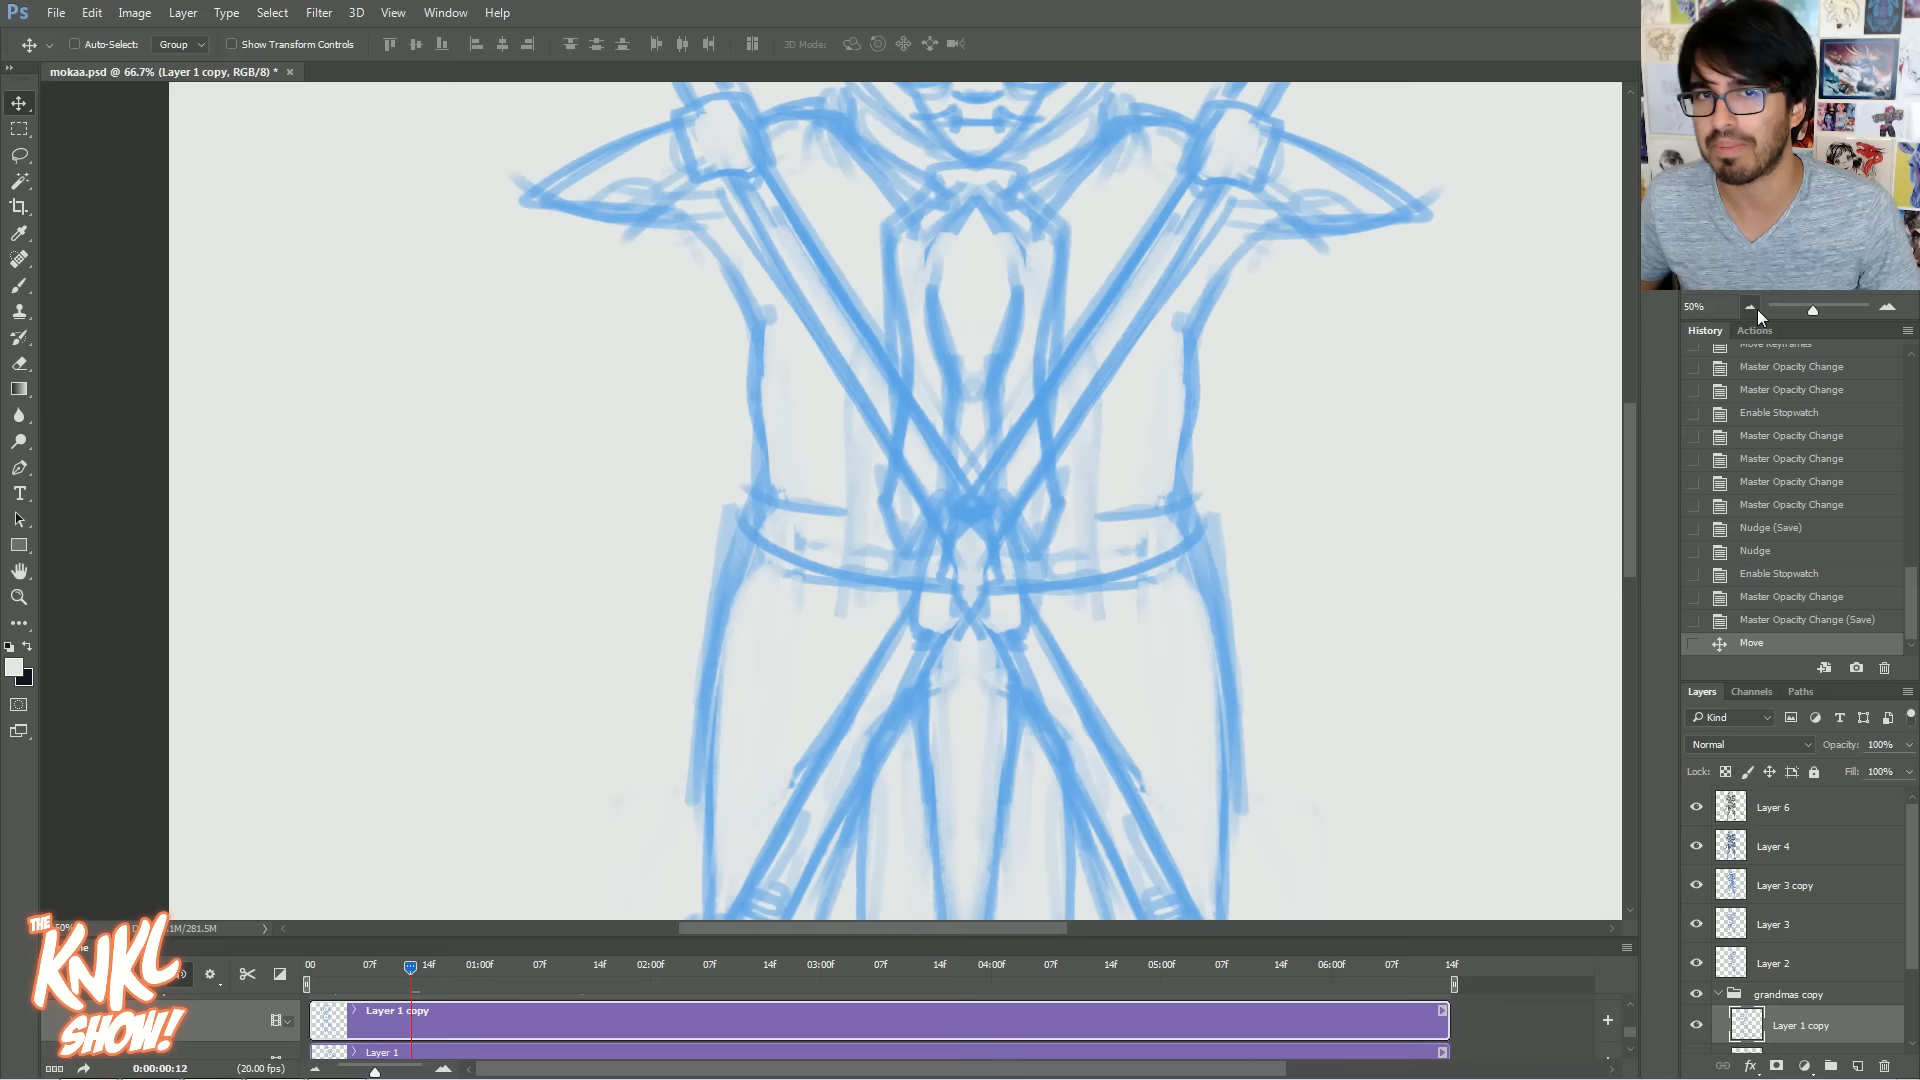 Ps File Edit Image Layer Type Select Filter 3D View Window Help
Auto-Select: Group Show Transform Controls 3D Mode:
mokaa.psd @ 66.7% (Layer 1 copy, RGB/8) *
50%
History Actions
Move Keyframes
Master Opacity Change
Master Opacity Change
Enable Stopwatch
Master Opacity Change
Master Opacity Change
Master Opacity Change
Master Opacity Change
Nudge (Save)
Nudge
Enable Stopwatch
Master Opacity Change
Master Opacity Change (Save)
Move
Layers Channels Paths
Kind
Normal Opacity: 100%
Lock: Fill: 100%
Layer 6
Layer 4
Layer 3 copy
Layer 3
Layer 2
grandmas copy
Layer 1 copy
M/281.5M
00 07f 14f 01:00f 07f 14f 02:00f 07f 14f 03:00f 07f 14f 04:00f 07f 14f 05:00f 07f 14f 06:00f 07f 14f
Layer 1 copy
Layer 1
0:00:00:12 (20.00 fps)
THE
KNKL
SHOW!